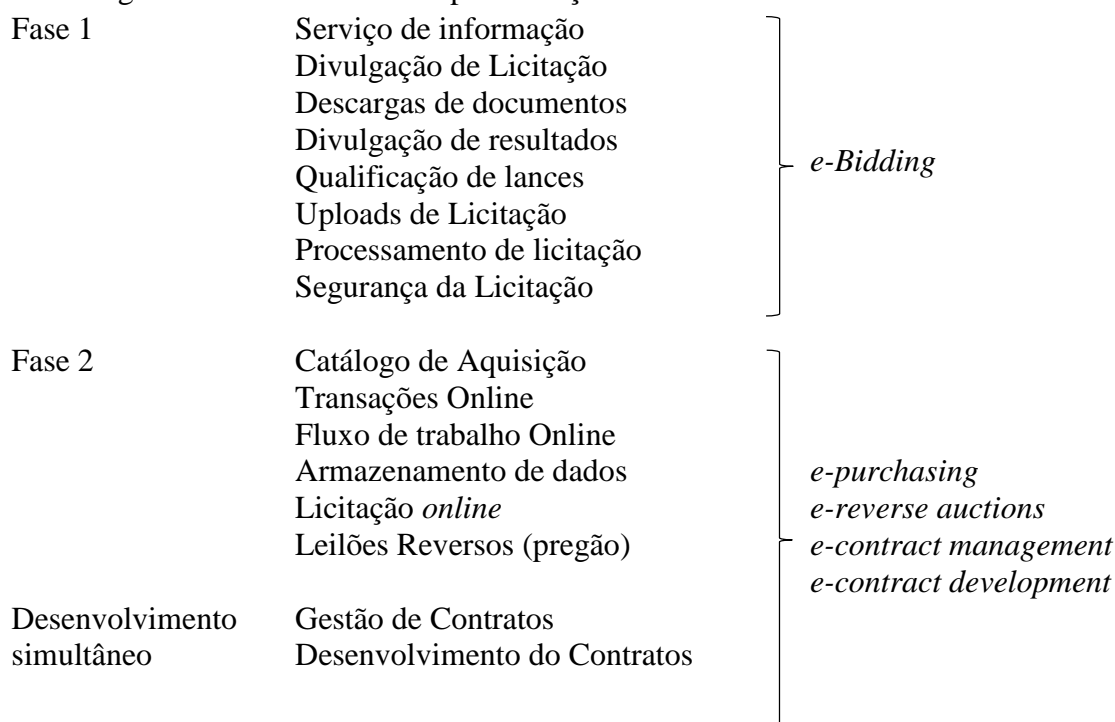 Fase 1 Serviço de informação
Divulgação de Licitação
Descargas de documentos
Divulgação de resultados
e-Bidding
Qualificação de lances
Uploads de Licitação
Processamento de licitação
Segurança da Licitação
Fase 2 Catálogo de Aquisição
Transações Online
Fluxo de trabalho Online
Armazenamento de dados e-purchasing
Licitação online e-reverse auctions
Leilões Reversos (pregão) e-contract management
e-contract development
Desenvolvimento Gestão de Contratos
simultâneo Desenvolvimento do Contratos